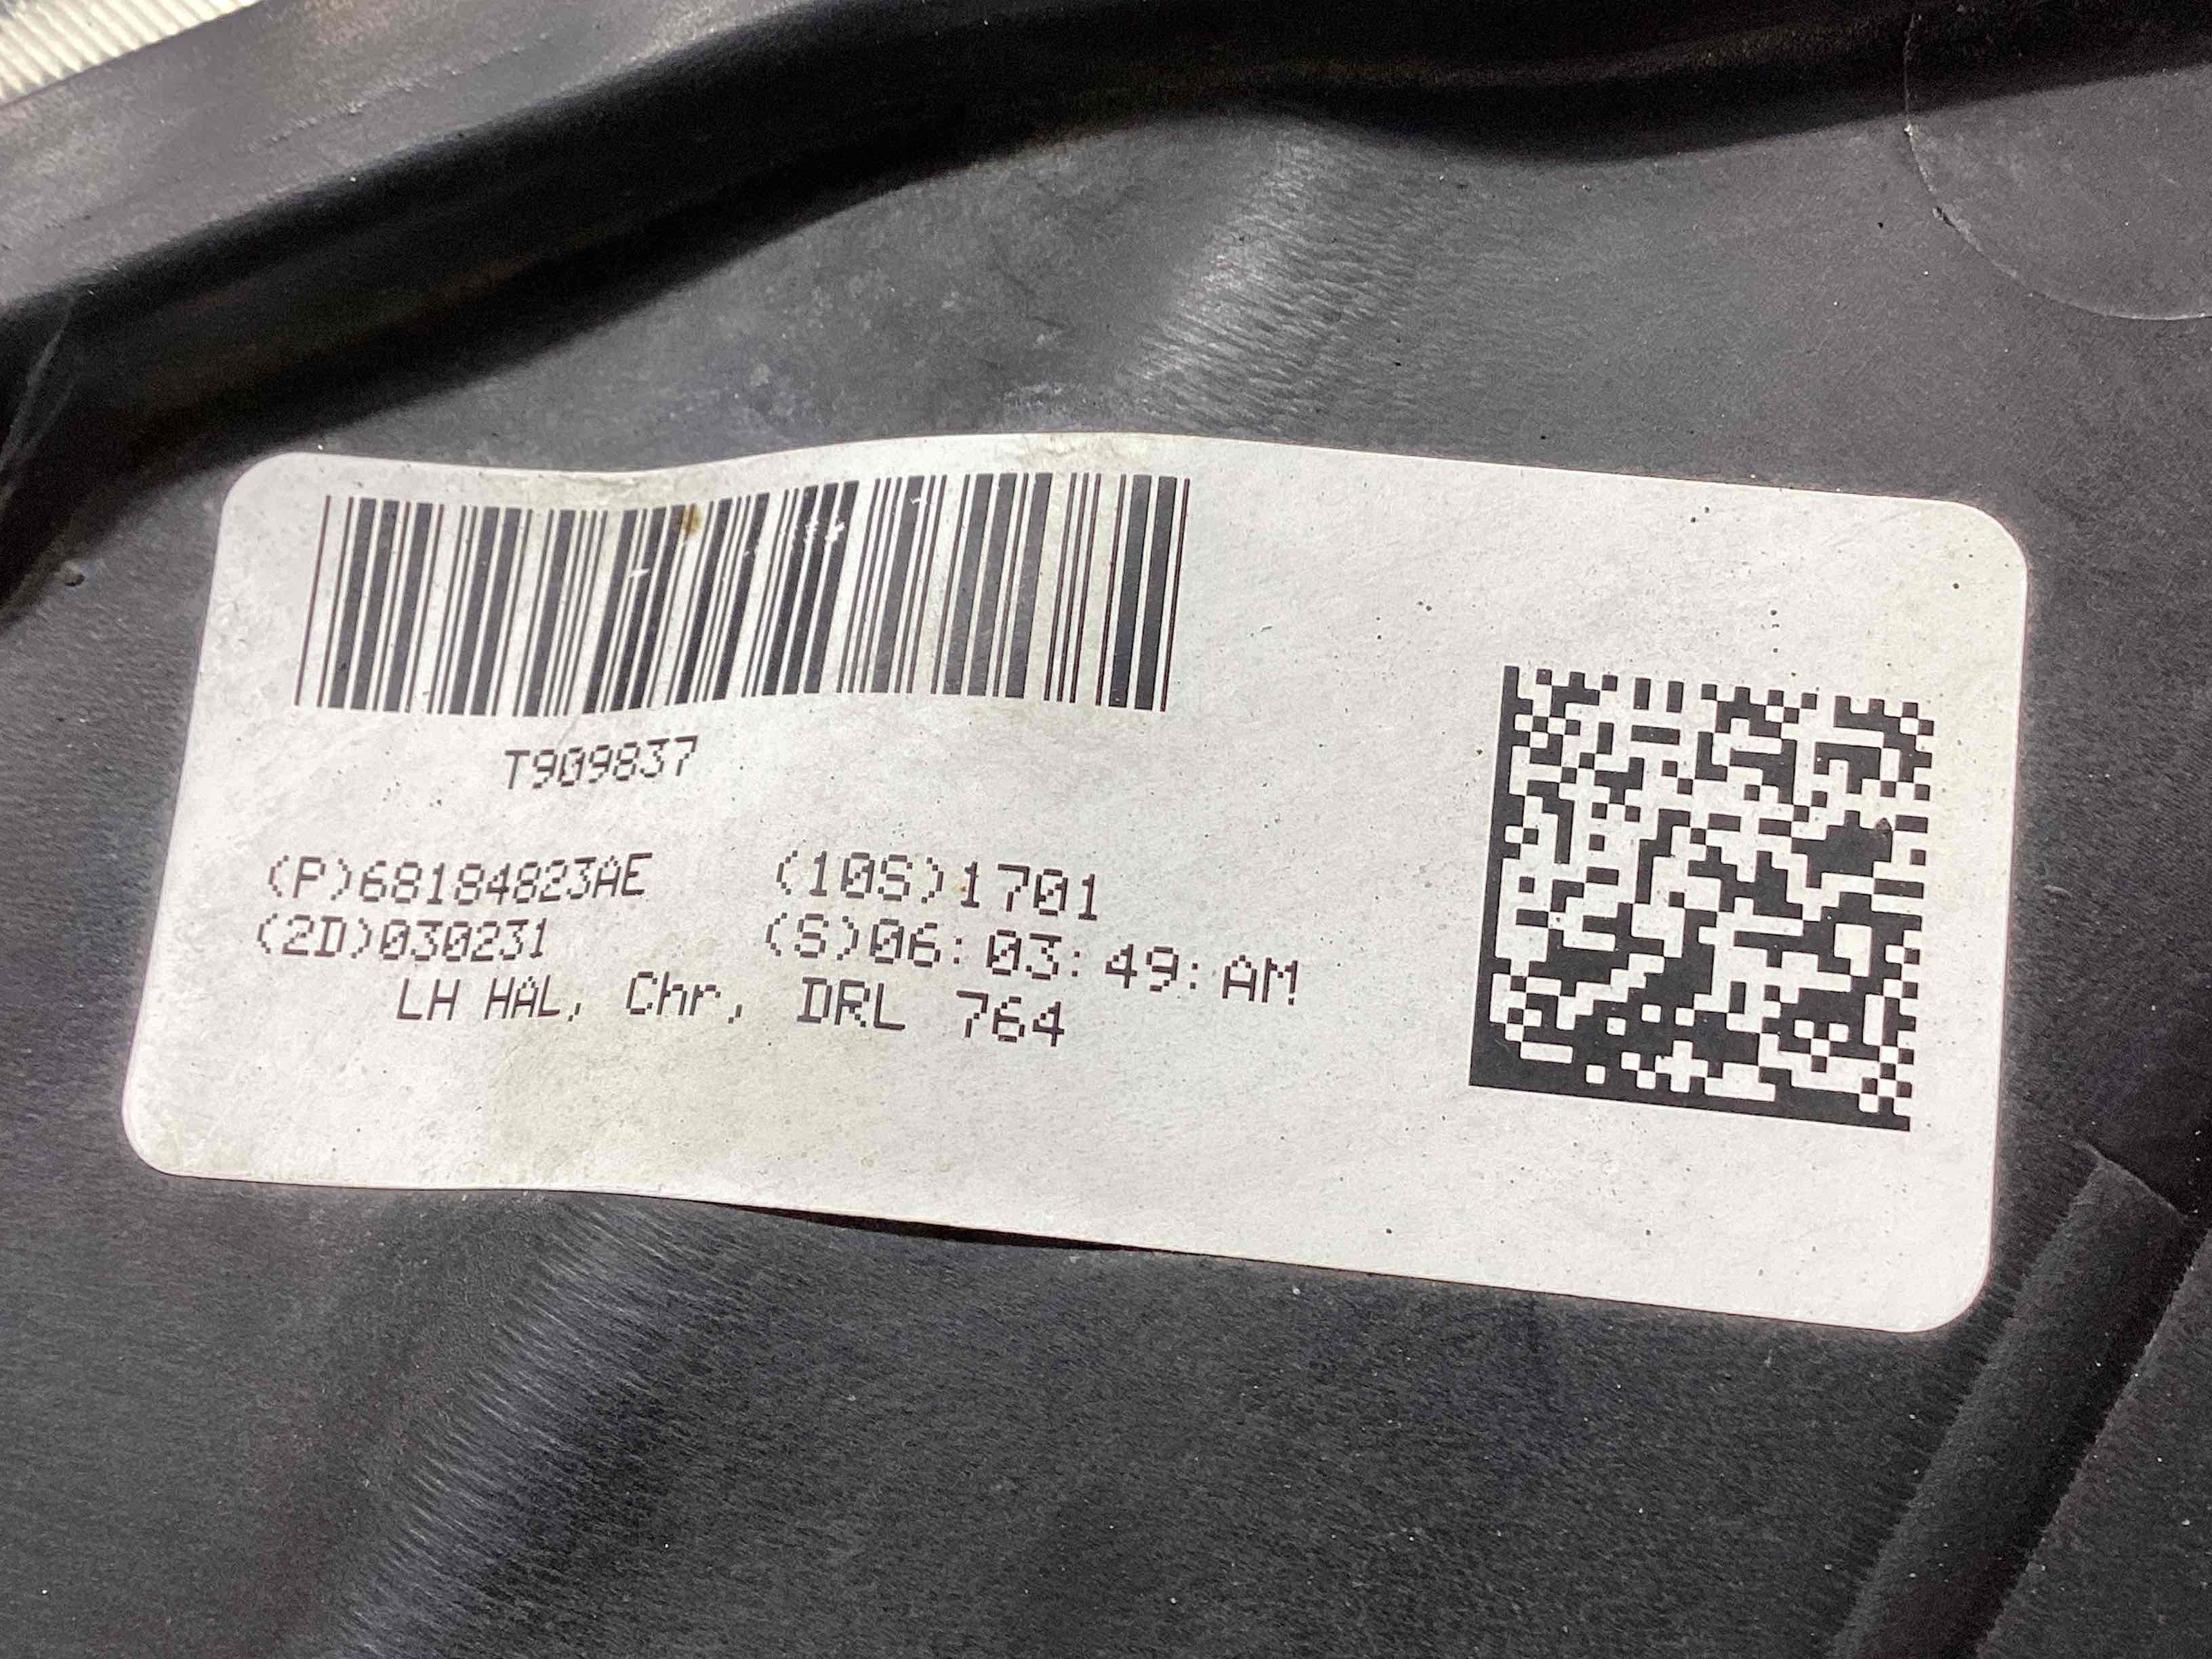 T909837
(P)68184823AE (10S)1701
(2D)030231 (S)06:03:49:AM
LH HAL, Chr, DRL 764